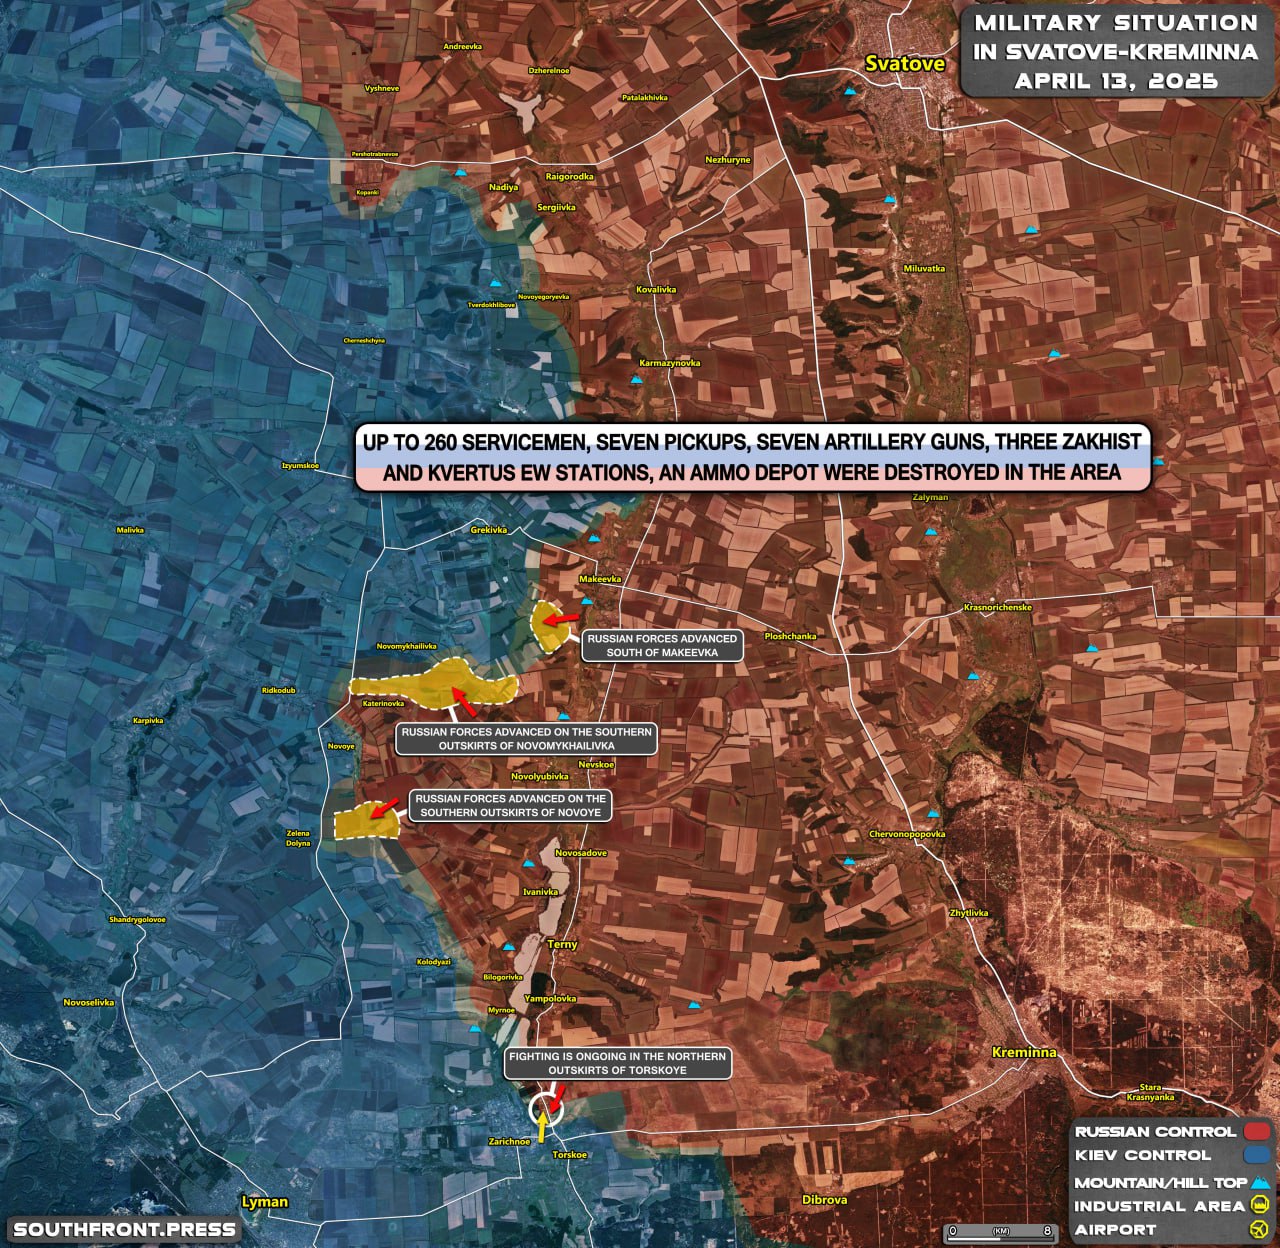 MILITARY SITUATION
IN SVATOVE-KREMINNA
APRIL 13, 2025
Svatove
Andreevka
Dzherelnoe
Vyshneve
Patalakhivka
Pershotrabnevoe
Nezhuryne
Raigorodka
Nadiya
Kopanki
Sergiivka
Miluvatka
Kovalivka
Novoyegoryevka
Tverdokhlibove
Cherneshchyna
Karmazynovka
UP TO 260 SERVICEMEN, SEVEN PICKUPS, SEVEN ARTILLERY GUNS, THREE ZAKHIST
AND KVERTUS EW STATIONS, AN AMMO DEPOT WERE DESTROYED IN THE AREA
Izyumskoe
Zalyman
Malivka
Grekivka
Makeevka
Krasnorichenske
Ploshchanka
RUSSIAN FORCES ADVANCED
SOUTH OF MAKEEVKA
Novomykhailivka
Ridkodub
Katerinovka
Karpivka
RUSSIAN FORCES ADVANCED ON THE SOUTHERN
OUTSKIRTS OF NOVOMYKHAILIVKA
Novoye
Nevskoe
Novolyubivka
RUSSIAN FORCES ADVANCED ON THE
SOUTHERN OUTSKIRTS OF NOVOYE
Zelena
Dolyna
Chervonopopovka
Novosadove
Ivanivka
Zhytlivka
Shandrygolovoe
Terny
Kolodyazi
Bilogorivka
Yampolovka
Novoselivka
Myrnoe
FIGHTING IS ONGOING IN THE NORTHERN
OUTSKIRTS OF TORSKOYE
Kreminna
Stara
Krasnyanka
Zarichnoe
Torskoe
Lyman
Dibrova
RUSSIAN CONTROL
KIEV CONTROL
MOUNTAIN/HILL TOP
INDUSTRIAL AREA
AIRPORT
0 (KM) 8
SOUTHFRONT.PRESS